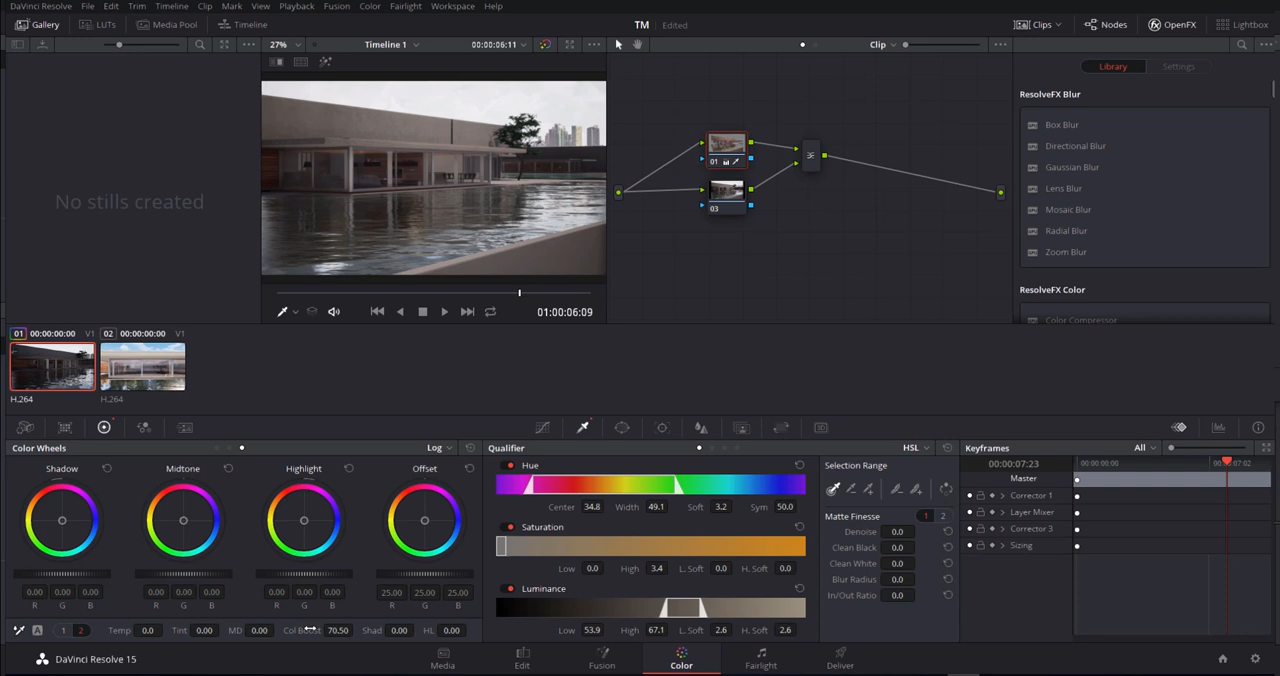 DaVinci Resolve File Edit Trim Timeline Clip Mark View Playback Fusion Color Fairlight Workspace Help
Gallery LUTs Media Pool Timeline TM Edited Clips Nodes OpenFX Lightbox
27% Timeline 1 00:00:06:11 Clip
Library Settings
ResolveFX Blur
Box Blur
Directional Blur
Gaussian Blur
Lens Blur
Mosaic Blur
Radial Blur
Zoom Blur
ResolveFX Color
Color Compressor
No stills created
01
03
01:00:06:09
01 00:00:00:00 V1 02 00:00:00:00 V1
H.264 H.264
Color Wheels Log Qualifier HSL Keyframes All
Shadow Midtone Highlight Offset
0.00 0.00 0.00 0.00 0.00 0.00 0.00 0.00 0.00 25.00 25.00 25.00
R G B R G B R G B R G B
A 1 2 Temp 0.0 Tint 0.00 MD 0.00 Col Boost 70.50 Shad 0.00 HL 0.00
Hue
Center 34.8 Width 49.1 Soft 3.2 Sym 50.0
Saturation
Low 0.0 High 3.4 L. Soft 0.0 H. Soft 0.0
Luminance
Low 53.9 High 67.1 L. Soft 2.6 H. Soft 2.6
Selection Range
Matte Finesse 1 2
Denoise 0.0
Clean Black 0.0
Clean White 0.0
Blur Radius 0.0
In/Out Ratio 0.0
00:00:07:23 00:00:00:00
Master
Corrector 1
Layer Mixer
Corrector 3
Sizing
DaVinci Resolve 15 Media Edit Fusion Color Fairlight Deliver